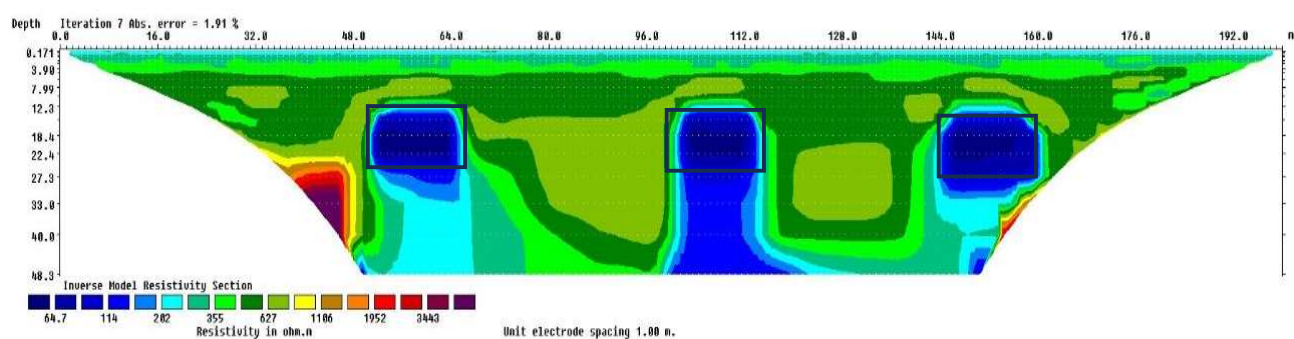 Depth Iteration 7 Abs. error = 1.91 %
0.0 16.0 32.0 48.0 64.0 80.0 96.0 112.0 128.0 144.0 160.0 176.0 192.0 m
0.171
3.90
7.99
12.3
18.4
22.4
27.3
33.0
40.0
48.3
Inverse Model Resistivity Section
64.7 114 202 355 627 1106 1952 3443
Resistivity in ohm.m Unit electrode spacing 1.00 m.